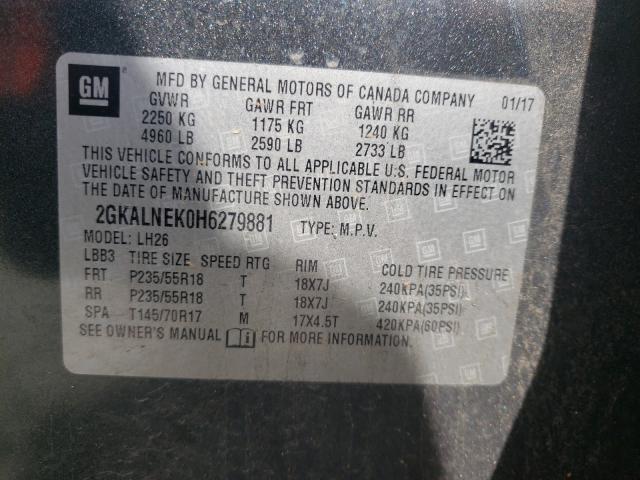 GM
MFD BY GENERAL MOTORS OF CANADA COMPANY 01/17
GVWR GAWR FRT GAWR RR
2250 KG 1175 KG 1240 KG
4960 LB 2590 LB 2733 LB
THIS VEHICLE CONFORMS TO ALL APPLICABLE U.S. FEDERAL MOTOR
VEHICLE SAFETY AND THEFT PREVENTION STANDARDS IN EFFECT ON
THE DATE OF MANUFACTURE SHOWN ABOVE.
2GKALNEK0H6279881 TYPE: M.P.V.
MODEL: LH26
LBB3 TIRE SIZE SPEED RTG RIM COLD TIRE PRESSURE
FRT P235/55R18 T 18X7J 240KPA(35PSI)
RR P235/55R18 T 18X7J 240KPA(35PSI)
SPA T145/70R17 M 17X4.5T 420KPA(60PSI)
SEE OWNER'S MANUAL FOR MORE INFORMATION.